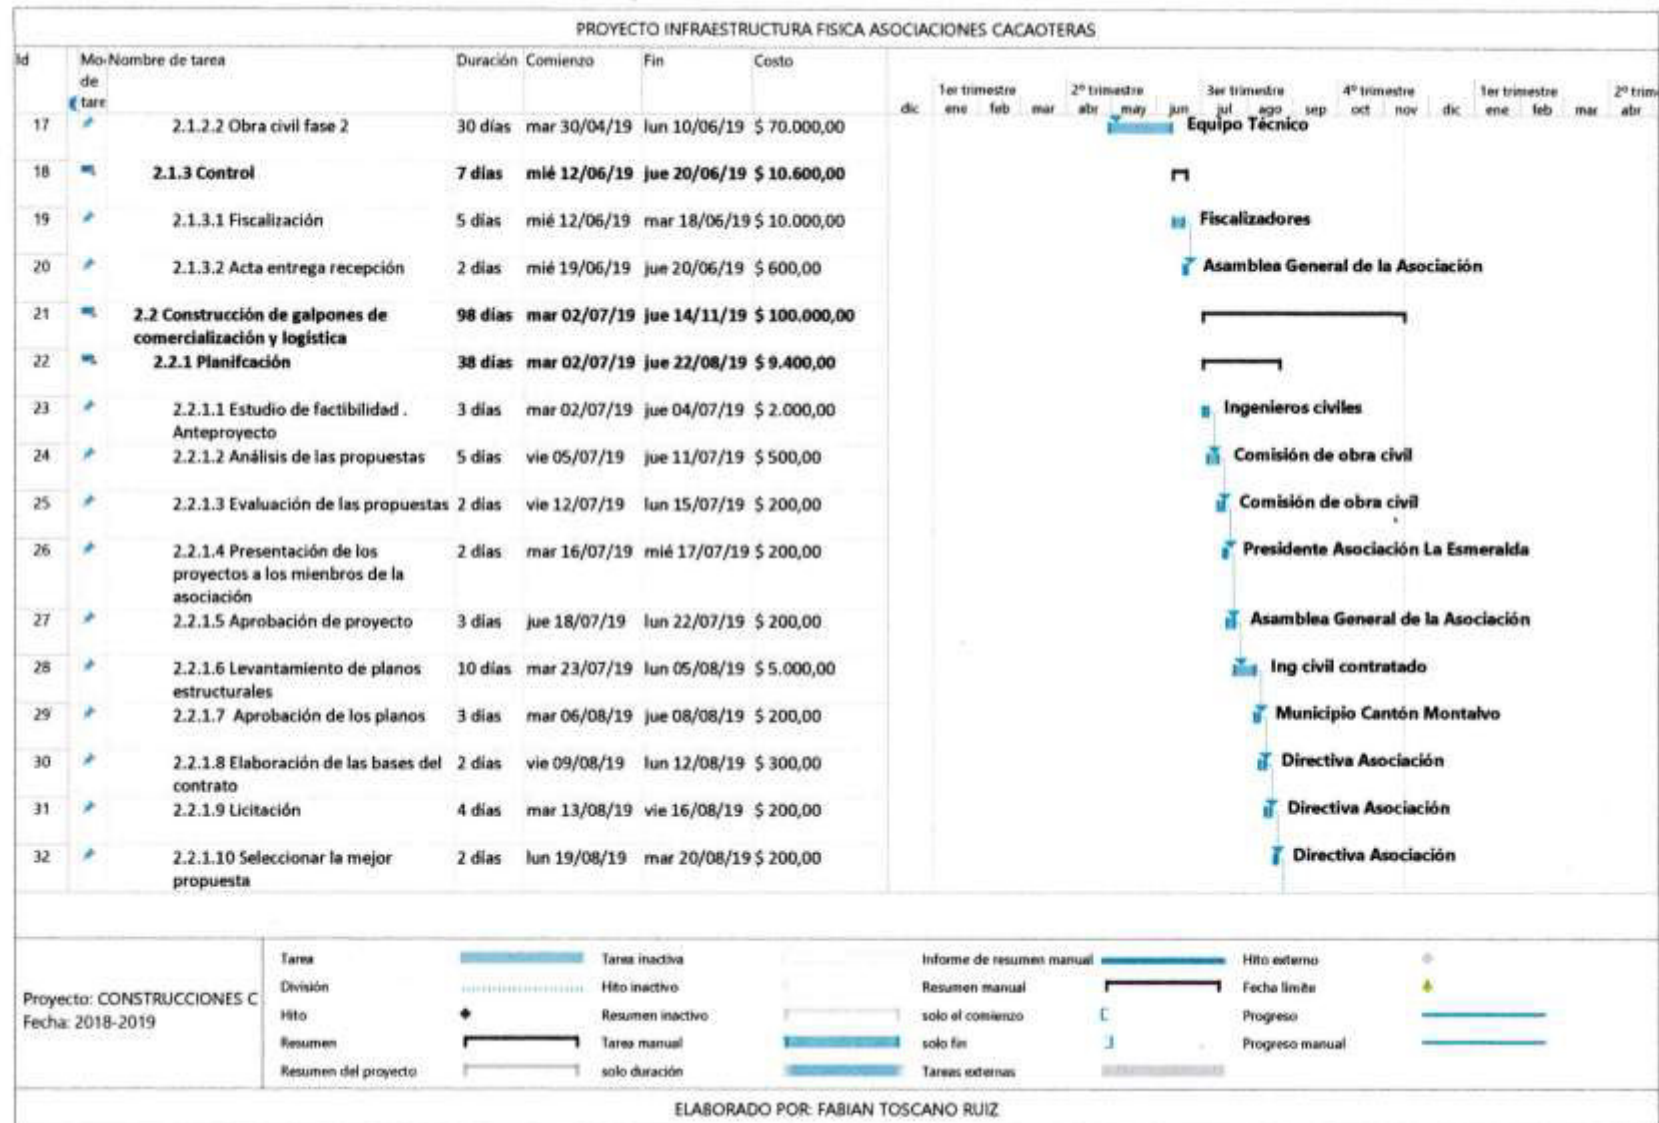 PROYECTO INFRAESTRUCTURA FISICA ASOCIACIONES CACAOTERAS
Id Mo- Nombre de tarea Duración Comienzo Fin Costo
de
tare
1er trimestre 2º trimestre 3er trimestre 4º trimestre 1er trimestre 2º trim
dic ene feb mar abr may jun jul ago sep oct nov dic ene feb mar abr
17 2.1.2.2 Obra civil fase 2 30 días mar 30/04/19 lun 10/06/19 $ 70.000,00 Equipo Técnico
18 2.1.3 Control 7 días mié 12/06/19 jue 20/06/19 $ 10.600,00
19 2.1.3.1 Fiscalización 5 días mié 12/06/19 mar 18/06/19 $ 10.000,00 Fiscalizadores
20 2.1.3.2 Acta entrega recepción 2 días mié 19/06/19 jue 20/06/19 $ 600,00 Asamblea General de la Asociación
21 2.2 Construcción de galpones de 98 días mar 02/07/19 jue 14/11/19 $ 100.000,00
comercialización y logística
22 2.2.1 Planifcación 38 días mar 02/07/19 jue 22/08/19 $ 9.400,00
23 2.2.1.1 Estudio de factibilidad . 3 días mar 02/07/19 jue 04/07/19 $ 2.000,00 Ingenieros civiles
Anteproyecto
24 2.2.1.2 Análisis de las propuestas 5 días vie 05/07/19 jue 11/07/19 $ 500,00 Comisión de obra civil
25 2.2.1.3 Evaluación de las propuestas 2 días vie 12/07/19 lun 15/07/19 $ 200,00 Comisión de obra civil
26 2.2.1.4 Presentación de los 2 días mar 16/07/19 mié 17/07/19 $ 200,00 Presidente Asociación La Esmeralda
proyectos a los mienbros de la
asociación
27 2.2.1.5 Aprobación de proyecto 3 días jue 18/07/19 lun 22/07/19 $ 200,00 Asamblea General de la Asociación
28 2.2.1.6 Levantamiento de planos 10 días mar 23/07/19 lun 05/08/19 $ 5.000,00 Ing civil contratado
estructurales
29 2.2.1.7 Aprobación de los planos 3 días mar 06/08/19 jue 08/08/19 $ 200,00 Municipio Cantón Montalvo
30 2.2.1.8 Elaboración de las bases del 2 días vie 09/08/19 lun 12/08/19 $ 300,00 Directiva Asociación
contrato
31 2.2.1.9 Licitación 4 días mar 13/08/19 vie 16/08/19 $ 200,00 Directiva Asociación
32 2.2.1.10 Seleccionar la mejor 2 días lun 19/08/19 mar 20/08/19 $ 200,00 Directiva Asociación
propuesta
Proyecto: CONSTRUCCIONES C
Fecha: 2018-2019
Tarea Tarea inactiva Informe de resumen manual Hito externo
División Hito inactivo Resumen manual Fecha límite
Hito Resumen inactivo solo el comienzo Progreso
Resumen Tarea manual solo fin Progreso manual
Resumen del proyecto solo duración Tareas externas
ELABORADO POR: FABIAN TOSCANO RUIZ